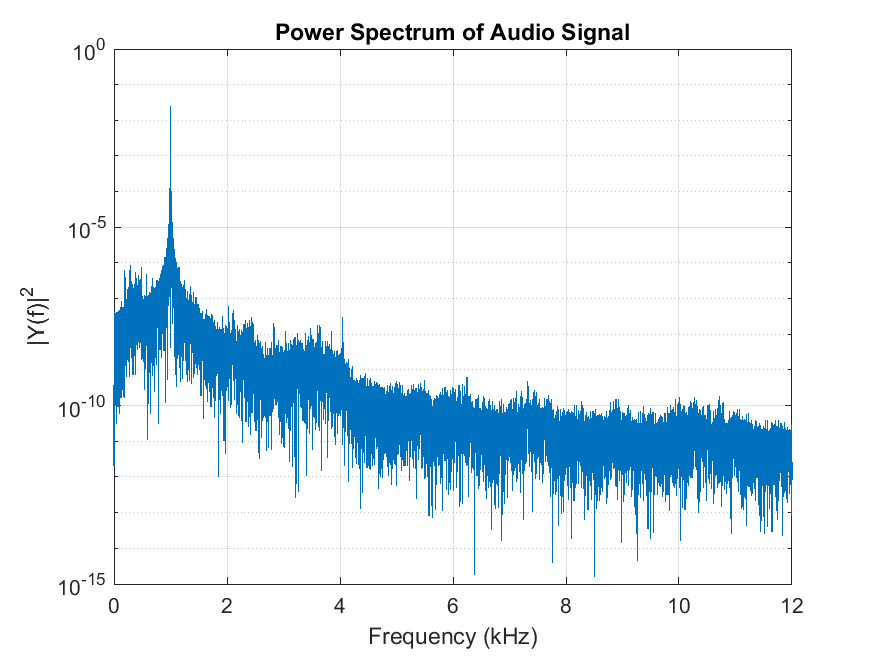 Power Spectrum of Audio Signal
10^0
10^-5
10^-10
10^-15
|Y(f)|^2
0 2 4 6 8 10 12
Frequency (kHz)